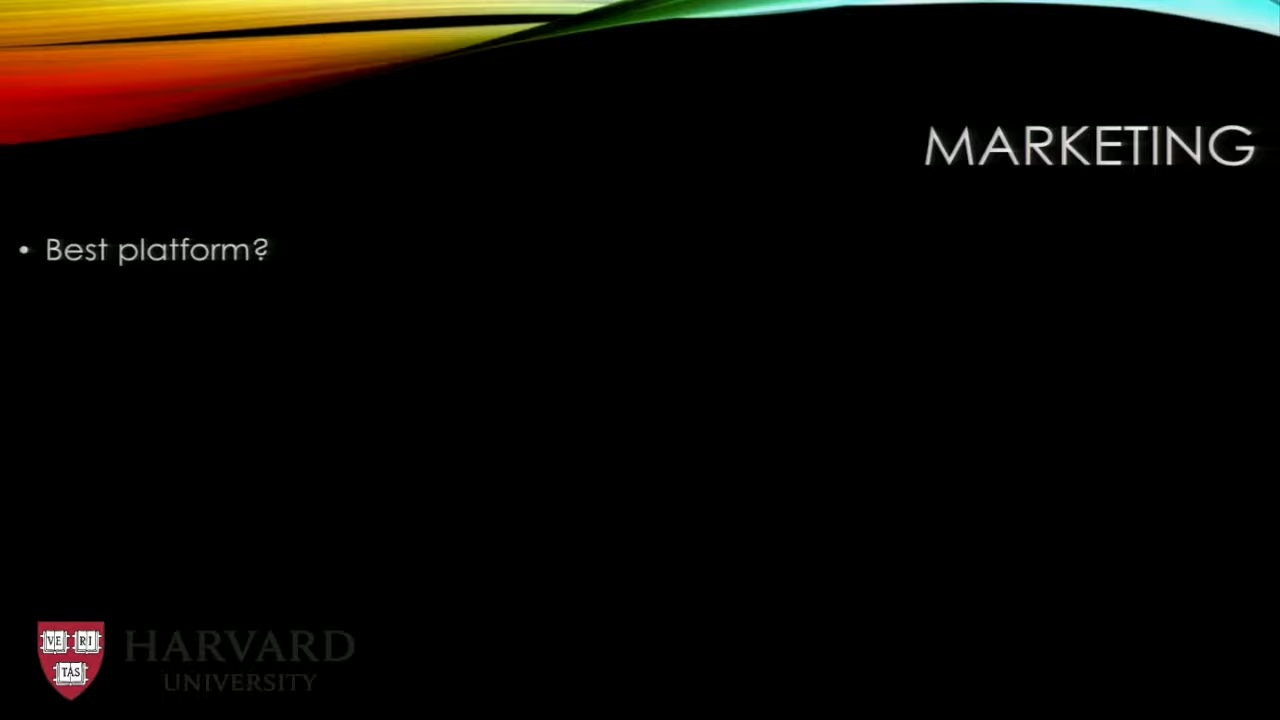 MARKETING
• Best platform?
VE RI
TAS
HARVARD
UNIVERSITY